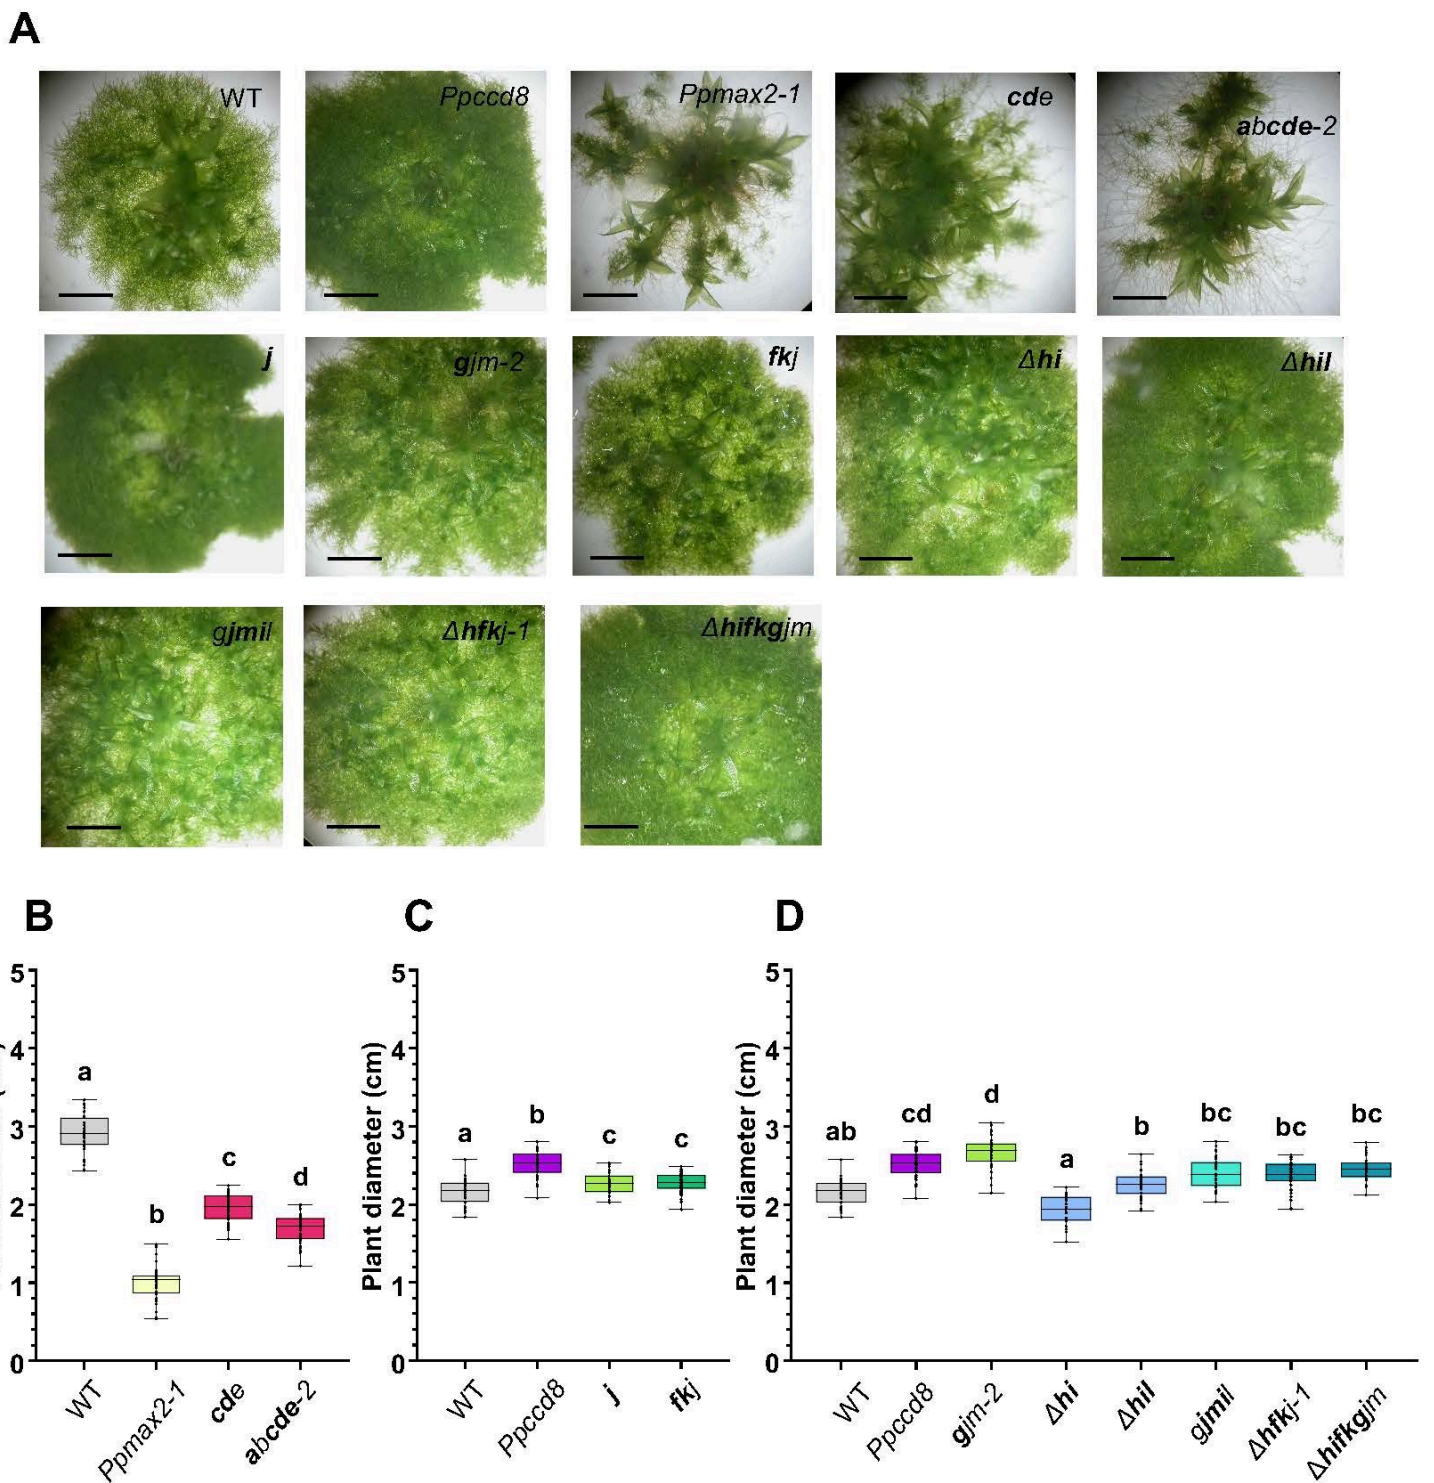 A
WT
Ppccd8
Ppmax2-1
cde
abcde-2
j
gjm-2
fkj
Δhi
Δhil
gjmil
Δhfkj-1
Δhifkgjm
B
C
D
5
4
3
2
1
0
a
b
c
d
WT
Ppmax2-1
cde
abcde-2
Plant diameter (cm)
5
4
3
2
1
0
a
b
c
c
WT
Ppccd8
j
fkj
Plant diameter (cm)
5
4
3
2
1
0
ab
cd
d
a
b
bc
bc
bc
WT
Ppccd8
gjm-2
Δhi
Δhil
gjmil
Δhfkj-1
Δhifkgjm